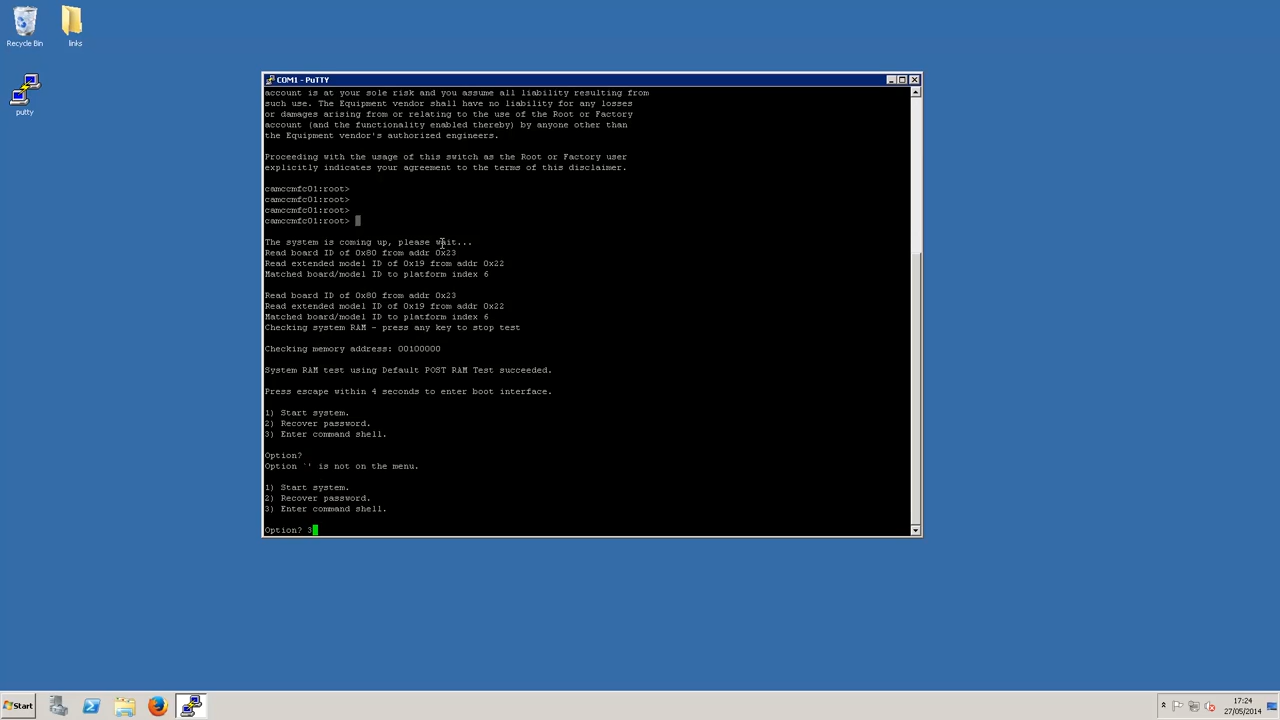 Recycle Bin
links
putty
COM1 - PuTTY
account is at your sole risk and you assume all liability resulting from
such use. The Equipment vendor shall have no liability for any losses
or damages arising from or relating to the use of the Root or Factory
account (and the functionality enabled thereby) by anyone other than
the Equipment vendor's authorized engineers.
Proceeding with the usage of this switch as the Root or Factory user
explicitly indicates your agreement to the terms of this disclaimer.
camccmfc01:root>
camccmfc01:root>
camccmfc01:root>
camccmfc01:root>
The system is coming up, please wait...
Read board ID of 0x80 from addr 0x23
Read extended model ID of 0x19 from addr 0x22
Matched board/model ID to platform index 6
Read board ID of 0x80 from addr 0x23
Read extended model ID of 0x19 from addr 0x22
Matched board/model ID to platform index 6
Checking system RAM - press any key to stop test
Checking memory address: 00100000
System RAM test using Default POST RAM Test succeeded.
Press escape within 4 seconds to enter boot interface.
1) Start system.
2) Recover password.
3) Enter command shell.
Option?
Option `' is not on the menu.
1) Start system.
2) Recover password.
3) Enter command shell.
Option? 3
Start
17:24
27/05/2014